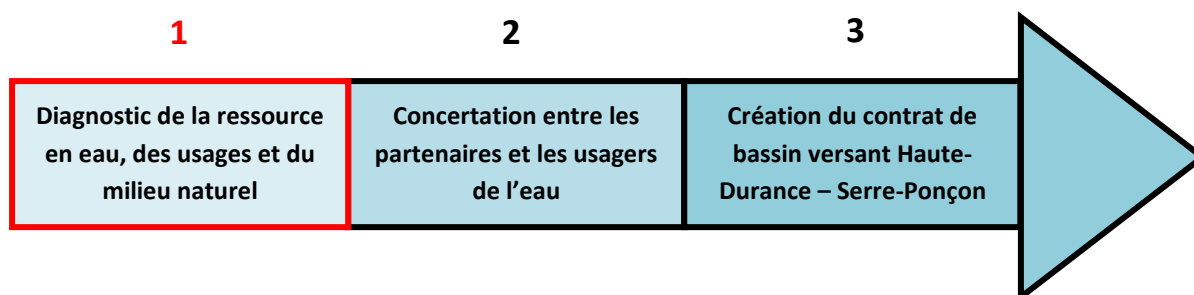 1
2
3
Diagnostic de la ressource
en eau, des usages et du
milieu naturel
Concertation entre les
partenaires et les usagers
de l’eau
Création du contrat de
bassin versant Haute-
Durance – Serre-Ponçon